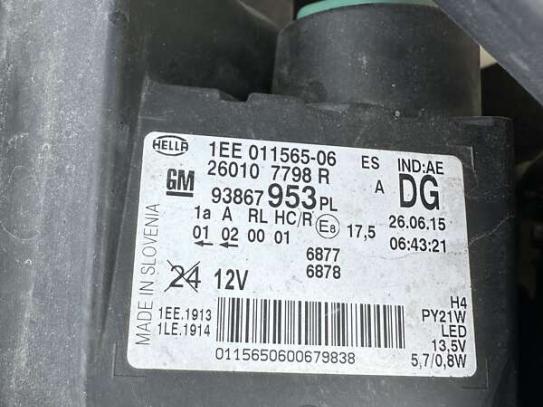 HELLA 1EE 011565-06 ES IND:AE
26010 7798 R A DG
GM 93867953 PL
1a A RL HC/R E8 17,5 26.06.15
01 02 00 01 06:43:21
6877
6878
24 12V
MADE IN SLOVENIA
1EE.1913
1LE.1914
0115650600679838
H4
PY21W
LED
13,5V
5,7/0,8W